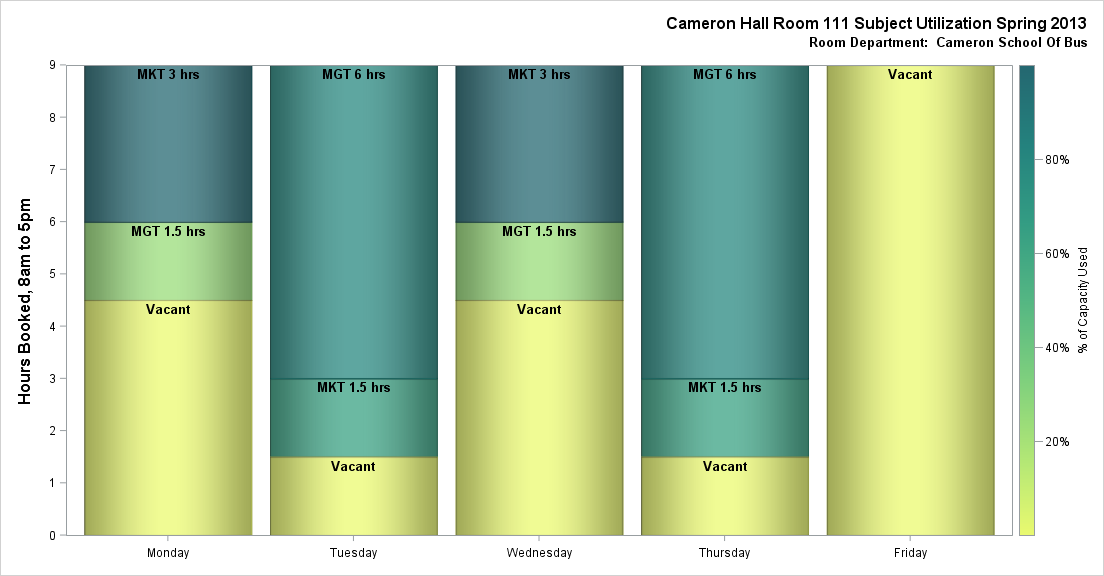 Cameron Hall Room 111 Subject Utilization Spring 2013
Room Department:  Cameron School Of Bus
Hours Booked, 8am to 5pm
9
8
7
6
5
4
3
2
1
0
MKT 3 hrs
MGT 1.5 hrs
Vacant
MGT 6 hrs
MKT 1.5 hrs
Vacant
MKT 3 hrs
MGT 1.5 hrs
Vacant
MGT 6 hrs
MKT 1.5 hrs
Vacant
Vacant
Monday
Tuesday
Wednesday
Thursday
Friday
80%
60%
40%
20%
% of Capacity Used